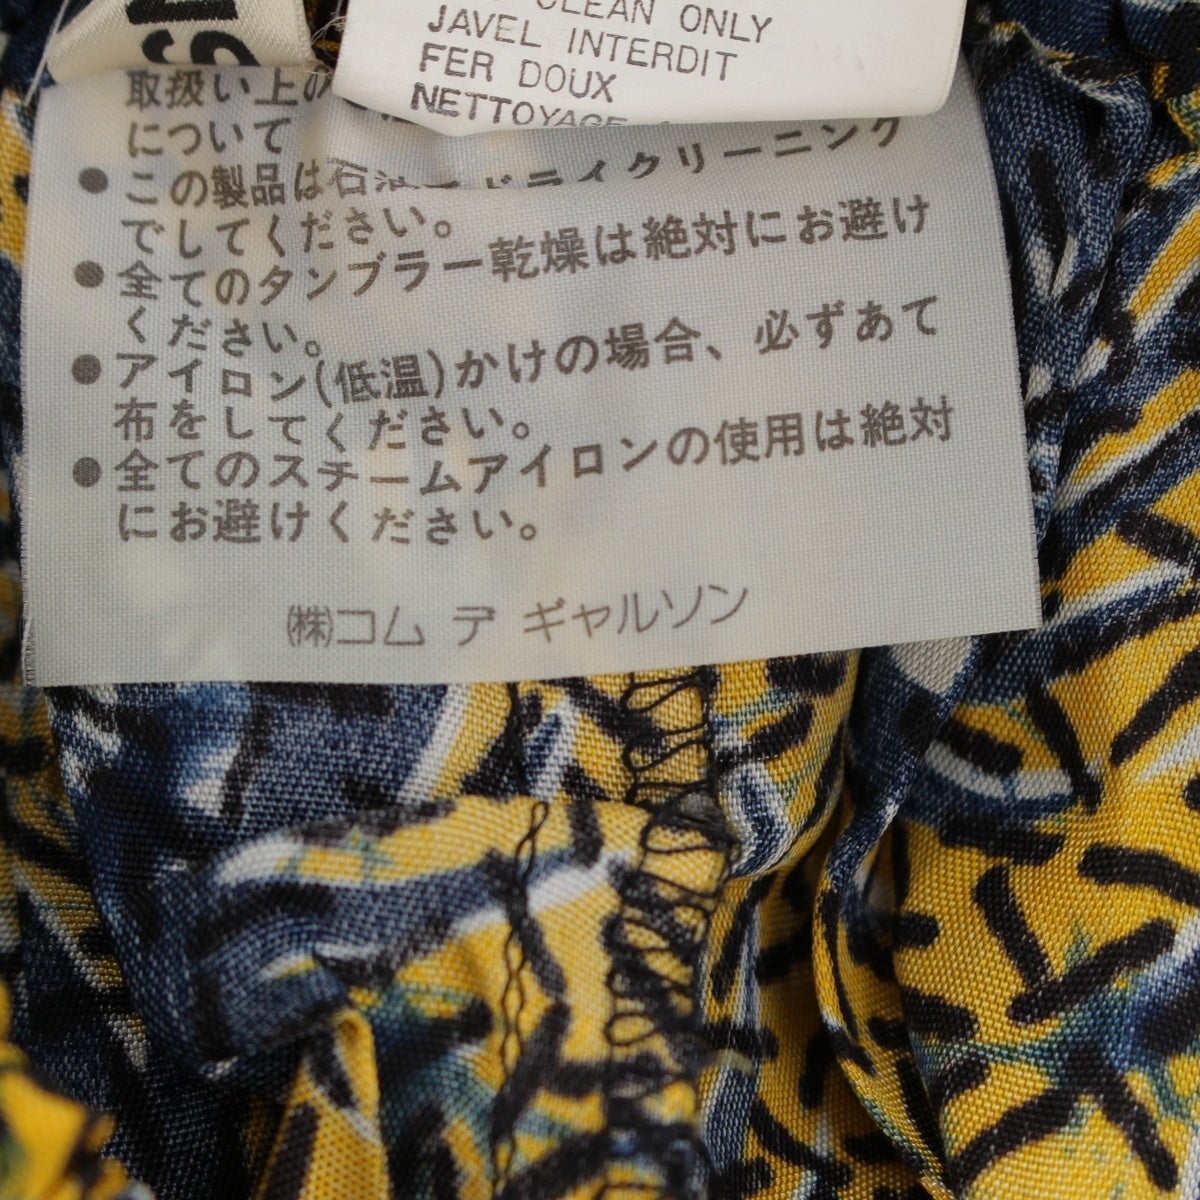 CLEAN ONLY
JAVEL INTERDIT
FER DOUX
NETTOYAGE
取扱い上の
について
●この製品は石油ドライクリーニング
でしてください。
●全てのタンブラー乾燥は絶対にお避け
ください。
●アイロン(低温)かけの場合、必ずあて
布をしてください。
●全てのスチームアイロンの使用は絶対
にお避けください。
㈱コム デ ギャルソン